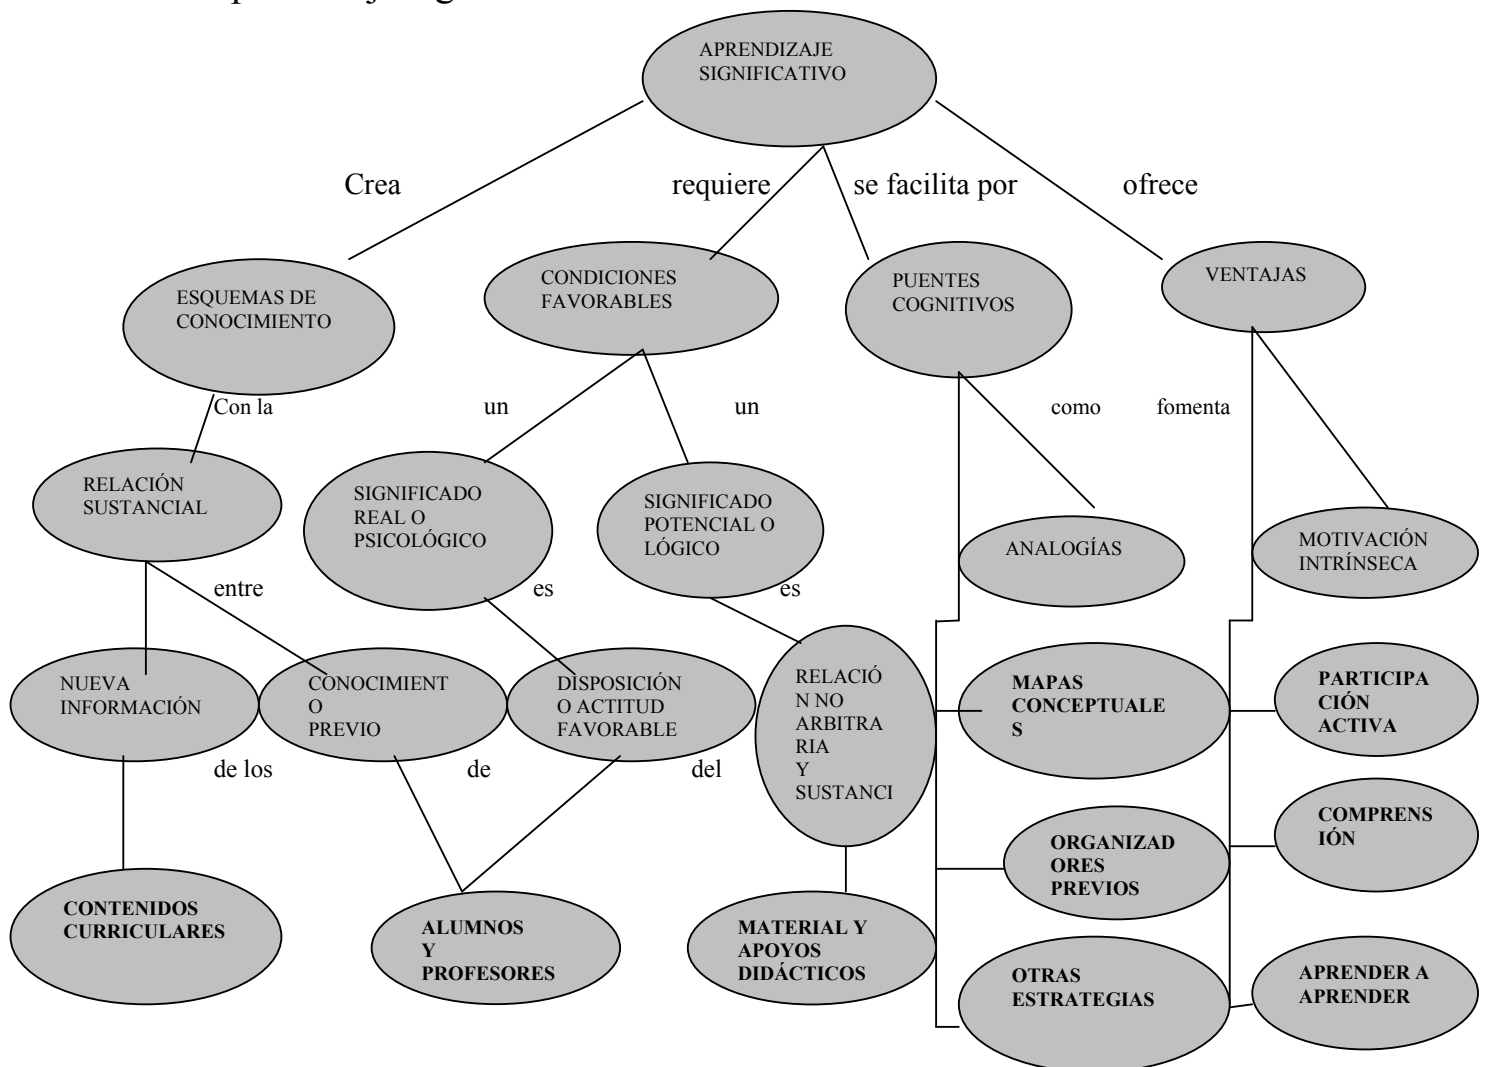 APRENDIZAJE
SIGNIFICATIVO
Crea
requiere
se facilita por
ofrece
ESQUEMAS DE
CONOCIMIENTO
CONDICIONES
FAVORABLES
PUENTES
COGNITIVOS
VENTAJAS
Con la
un
un
como
fomenta
RELACIÓN
SUSTANCIAL
SIGNIFICADO
REAL O
PSICOLÓGICO
SIGNIFICADO
POTENCIAL O
LÓGICO
ANALOGÍAS
MOTIVACIÓN
INTRÍNSECA
entre
es
es
NUEVA
INFORMACIÓN
CONOCIMIENT
O
PREVIO
DISPOSICIÓN
O ACTITUD
FAVORABLE
RELACIÓ
N NO
ARBITRA
RIA
Y
SUSTANCI
MAPAS
CONCEPTUALE
S
PARTICIPA
CIÓN
ACTIVA
de los
de
del
ORGANIZAD
ORES
PREVIOS
COMPRENS
IÓN
CONTENIDOS
CURRICULARES
ALUMNOS
Y
PROFESORES
MATERIAL Y
APOYOS
DIDÁCTICOS
OTRAS
ESTRATEGIAS
APRENDER A
APRENDER